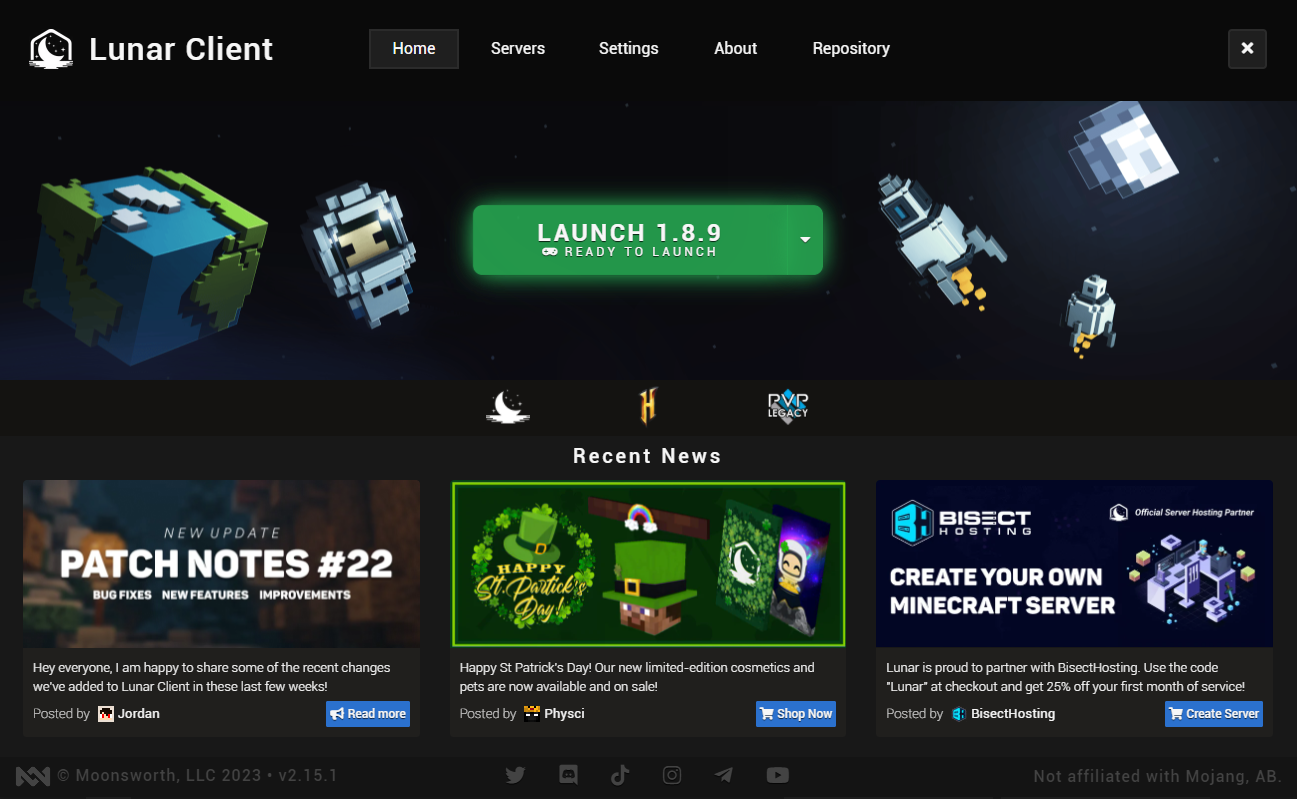 Lunar Client
Home
Servers
Settings
About
Repository
LAUNCH 1.8.9
READY TO LAUNCH
H
PVP
LEGACY
Recent News
NEW UPDATE
PATCH NOTES #22
BUG FIXES NEW FEATURES IMPROVEMENTS
Hey everyone, I am happy to share some of the recent changes
we've added to Lunar Client in these last few weeks!
Posted by Jordan
Read more
HAPPY
St. Patrick's
Day!
Happy St Patrick's Day! Our new limited-edition cosmetics and
pets are now available and on sale!
Posted by Physci
Shop Now
BISECT
HOSTING
Official Server Hosting Partner
CREATE YOUR OWN
MINECRAFT SERVER
Lunar is proud to partner with BisectHosting. Use the code
"Lunar" at checkout and get 25% off your first month of service!
Posted by BisectHosting
Create Server
© Moonsworth, LLC 2023 • v2.15.1
Not affiliated with Mojang, AB.